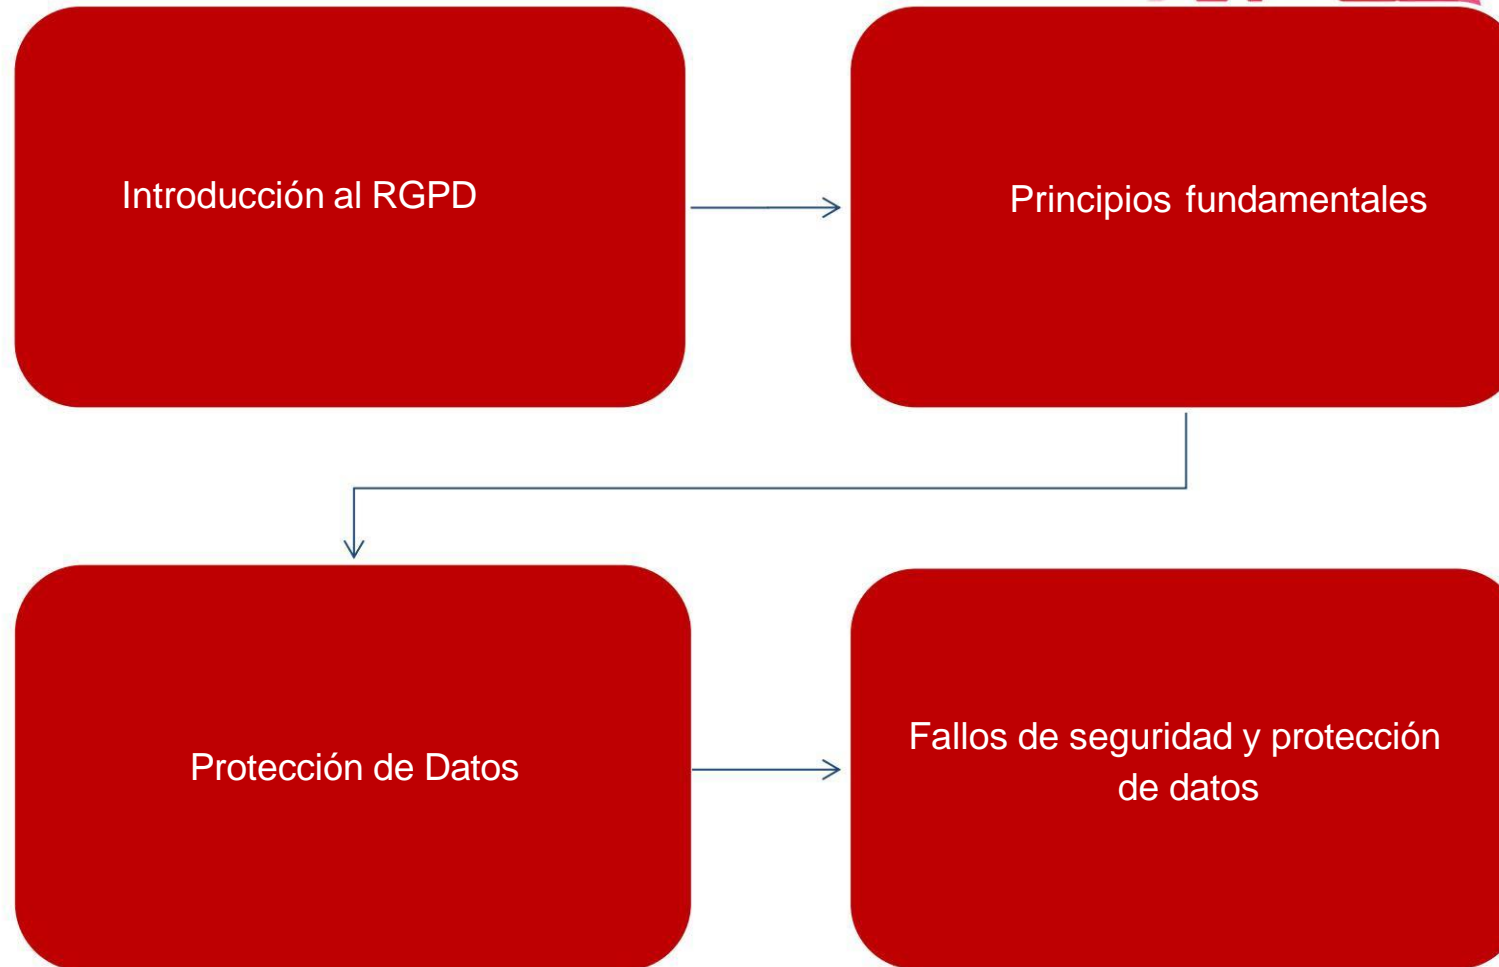 Introducción al RGPD
Principios fundamentales
Protección de Datos
Fallos de seguridad y protección
de datos